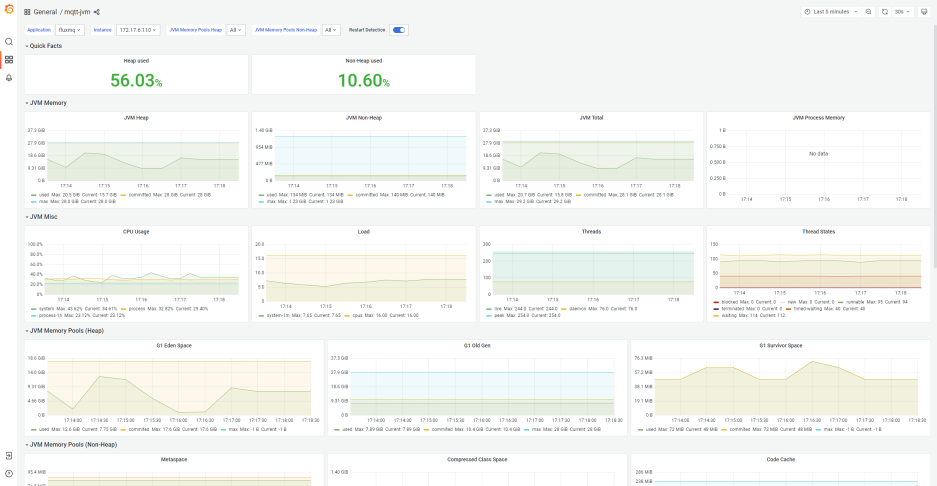 General / mqtt-jvm
Last 5 minutes
30s
Application fluxmq Instance 172.17.6.110 JVM Memory Pools Heap All JVM Memory Pools Non-Heap All Restart Detection
Quick Facts
Heap used
56.03%
Non-Heap used
10.60%
JVM Memory
JVM Heap
37.3 GiB
27.9 GiB
18.6 GiB
9.31 GiB
0 B
17:14 17:15 17:16 17:17 17:18
used Max: 20.5 GiB Current: 15.7 GiB committed Max: 28 GiB Current: 28 GiB
max Max: 28.0 GiB Current: 28.0 GiB
JVM Non-Heap
1.40 GiB
954 MiB
477 MiB
0 B
17:14 17:15 17:16 17:17 17:18
used Max: 134 MiB Current: 134 MiB committed Max: 140 MiB Current: 140 MiB
max Max: 1.23 GiB Current: 1.23 GiB
JVM Total
37.3 GiB
27.9 GiB
18.6 GiB
9.31 GiB
0 B
17:14 17:15 17:16 17:17 17:18
used Max: 20.7 GiB Current: 15.8 GiB committed Max: 28.1 GiB Current: 28.1 GiB
max Max: 29.2 GiB Current: 29.2 GiB
JVM Process Memory
1 B
0.750 B
0.250 B
0 B
No data
17:14 17:15 17:16 17:17 17:18
JVM Misc
CPU Usage
100.0%
80.0%
60.0%
40.0%
20.0%
0%
17:14 17:15 17:16 17:17 17:18
system Max: 43.62% Current: 34.61% process Max: 32.82% Current: 29.40%
process-1h Max: 23.12% Current: 23.12%
Load
20.0
15.0
10.0
5.0
0
17:14 17:15 17:16 17:17 17:18
system-1m Max: 7.65 Current: 7.65 cpus Max: 16.00 Current: 16.00
Threads
300
200
100
0
17:14 17:15 17:16 17:17 17:18
live Max: 244.0 Current: 244.0 daemon Max: 76.0 Current: 76.0
peak Max: 254.0 Current: 254.0
Thread States
150
100
50
0
17:14 17:15 17:16 17:17 17:18
blocked Max: 0 Current: 0 new Max: 0 Current: 0 runnable Max: 95 Current: 94
terminated Max: 0 Current: 0 timed-waiting Max: 40 Current: 40
waiting Max: 114 Current: 112
JVM Memory Pools (Heap)
G1 Eden Space
18.6 GiB
14.0 GiB
9.31 GiB
4.66 GiB
0 B
17:14:00 17:14:30 17:15:00 17:15:30 17:16:00 17:16:30 17:17:00 17:17:30 17:18:00 17:18:30
used Max: 12.6 GiB Current: 7.75 GiB commited Max: 17.6 GiB Current: 17.6 GiB max Max: -1 B Current: -1 B
G1 Old Gen
37.3 GiB
27.9 GiB
18.6 GiB
9.31 GiB
0 B
17:14:00 17:14:30 17:15:00 17:15:30 17:16:00 17:16:30 17:17:00 17:17:30 17:18:00 17:18:30
used Max: 7.89 GiB Current: 7.89 GiB commited Max: 10.4 GiB Current: 10.4 GiB max Max: 28 GiB Current: 28 GiB
G1 Survivor Space
76.3 MiB
57.2 MiB
38.1 MiB
19.1 MiB
0 B
17:14:00 17:14:30 17:15:00 17:15:30 17:16:00 17:16:30 17:17:00 17:17:30 17:18:00 17:18:30
used Max: 72 MiB Current: 48 MiB commited Max: 72 MiB Current: 48 MiB max Max: -1 B Current: -1 B
JVM Memory Pools (Non-Heap)
Metaspace
95.4 MiB
Compressed Class Space
1.40 GiB
Code Cache
286 MiB
238 MiB